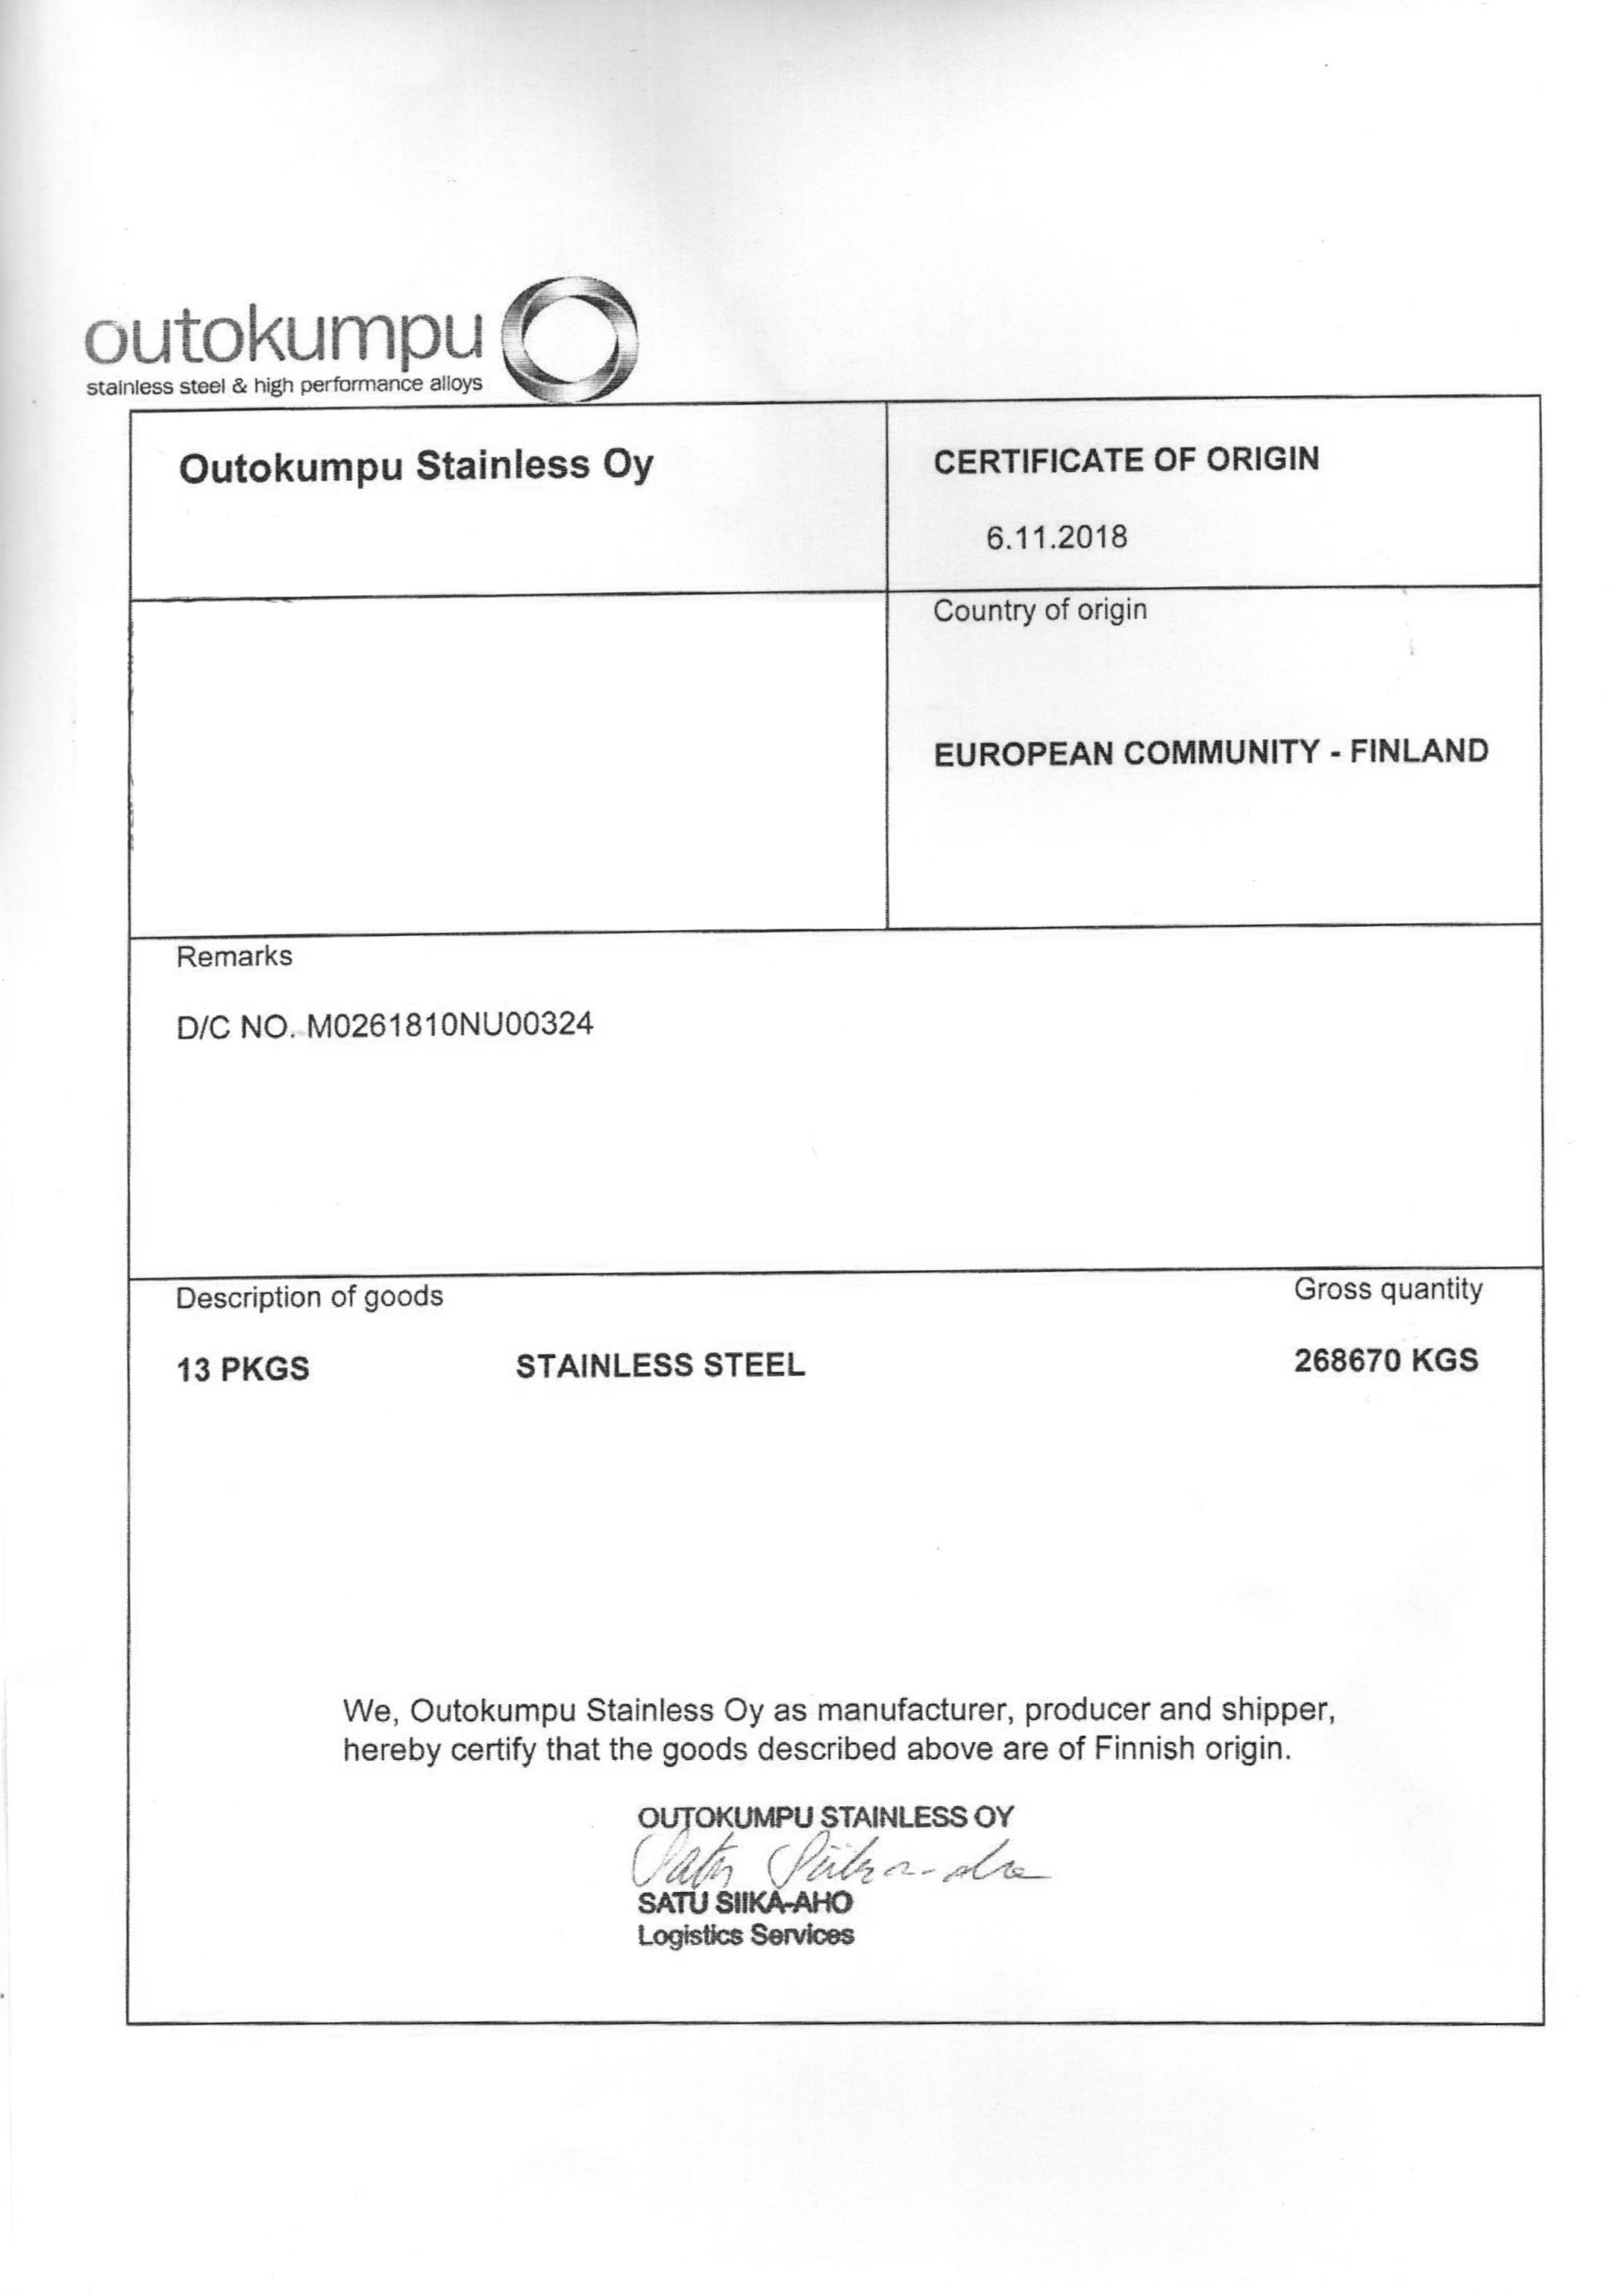 outokumpu
stainless steel & high performance alloys
Outokumpu Stainless Oy
CERTIFICATE OF ORIGIN
6.11.2018
Country of origin
EUROPEAN COMMUNITY - FINLAND
Remarks
D/C NO. M0261810NU00324
Description of goods
Gross quantity
13 PKGS STAINLESS STEEL 268670 KGS
We, Outokumpu Stainless Oy as manufacturer, producer and shipper,
hereby certify that the goods described above are of Finnish origin.
OUTOKUMPU STAINLESS OY
Satu Siika-aho
SATU SIIKA-AHO
Logistics Services